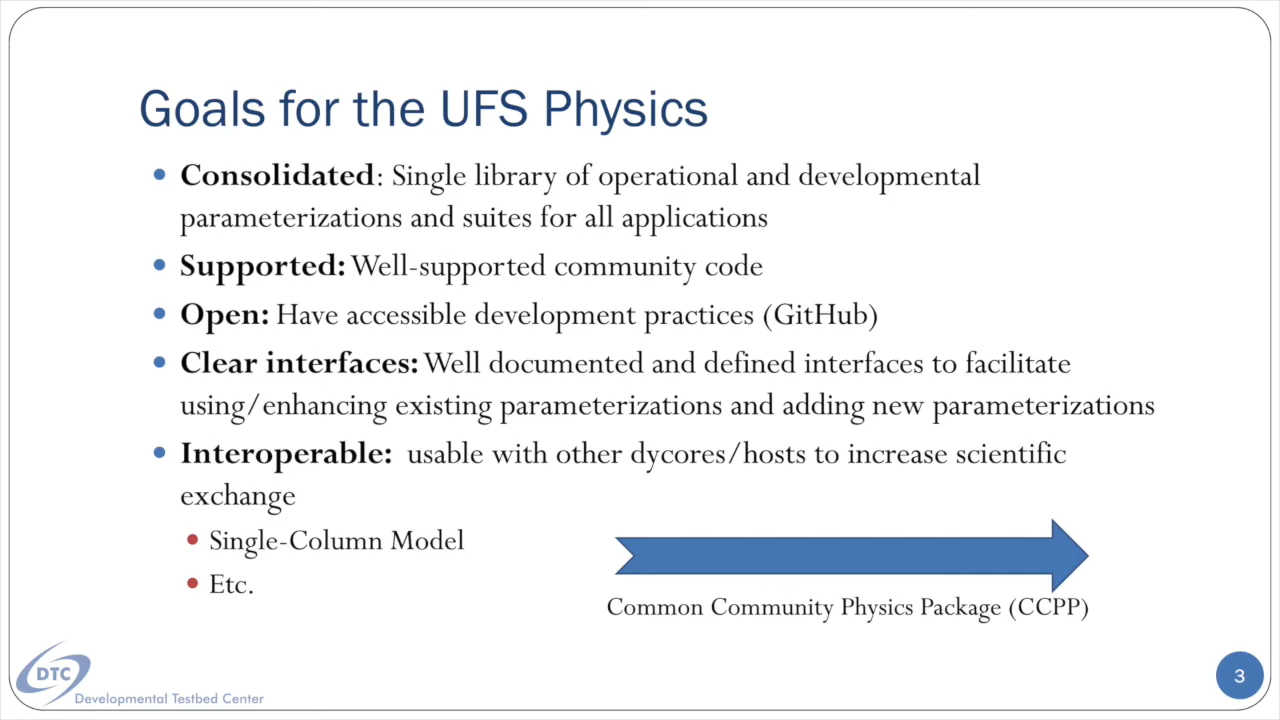 Goals for the UFS Physics
• Consolidated: Single library of operational and developmental
parameterizations and suites for all applications
• Supported: Well-supported community code
• Open: Have accessible development practices (GitHub)
• Clear interfaces: Well documented and defined interfaces to facilitate
using/enhancing existing parameterizations and adding new parameterizations
• Interoperable: usable with other dycores/hosts to increase scientific
exchange
• Single-Column Model
• Etc.
Common Community Physics Package (CCPP)
DTC
Developmental Testbed Center
3